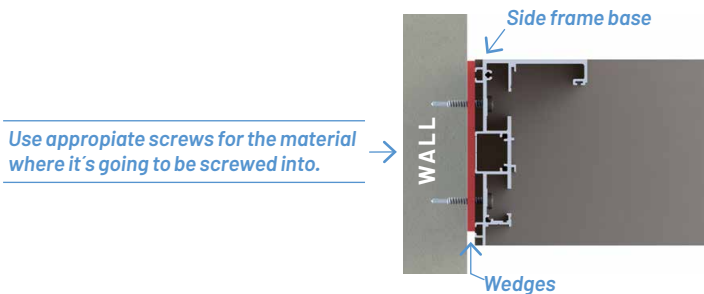 Side frame base
Use appropiate screws for the material
where it´s going to be screwed into.
WALL
Wedges